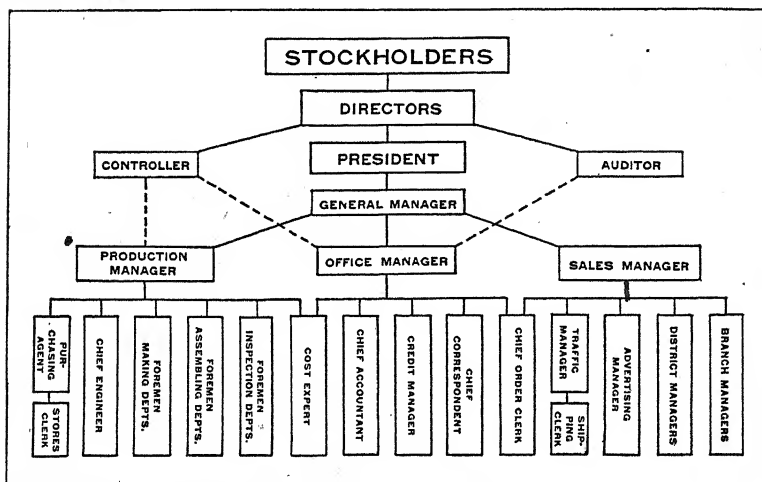 STOCKHOLDERS
DIRECTORS
CONTROLLER
PRESIDENT
AUDITOR
GENERAL MANAGER
PRODUCTION
MANAGER
OFFICE MANAGER
SALES MANAGER
PUR-
CHASING
AGENT
STORES
CLERK
CHIEF ENGINEER
FOREMEN
MAKING DEPTS.
FOREMEN
ASSEMBLING DEPTS.
FOREMEN
INSPECTION DEPTS.
COST EXPERT
CHIEF ACCOUNTANT
CREDIT MANAGER
CHIEF
CORRESPONDENT
CHIEF ORDER CLERK
TRAFFIC
MANAGER
SHIP-
PING
CLERK
ADVERTISING
MANAGER
DISTRICT MANAGERS
BRANCH MANAGERS